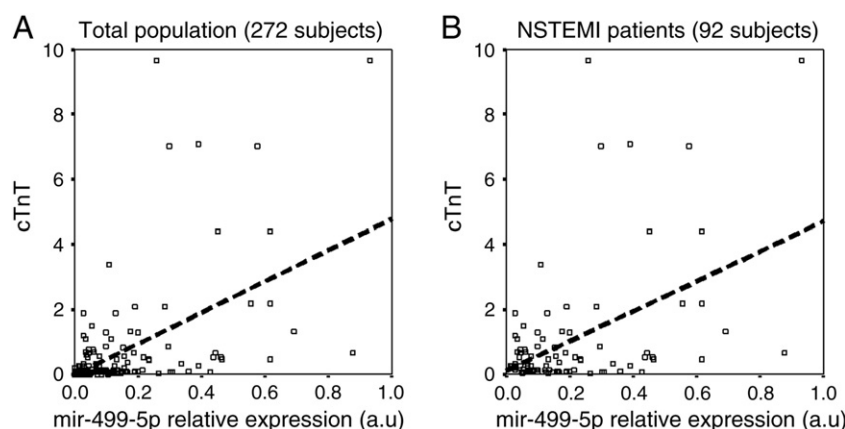 A Total population (272 subjects)
10
8
6
4
2
0
cTnT
0.0 0.2 0.4 0.6 0.8 1.0
mir-499-5p relative expression (a.u)
B NSTEMI patients (92 subjects)
10
8
6
4
2
0
cTnT
0.0 0.2 0.4 0.6 0.8 1.0
mir-499-5p relative expression (a.u)